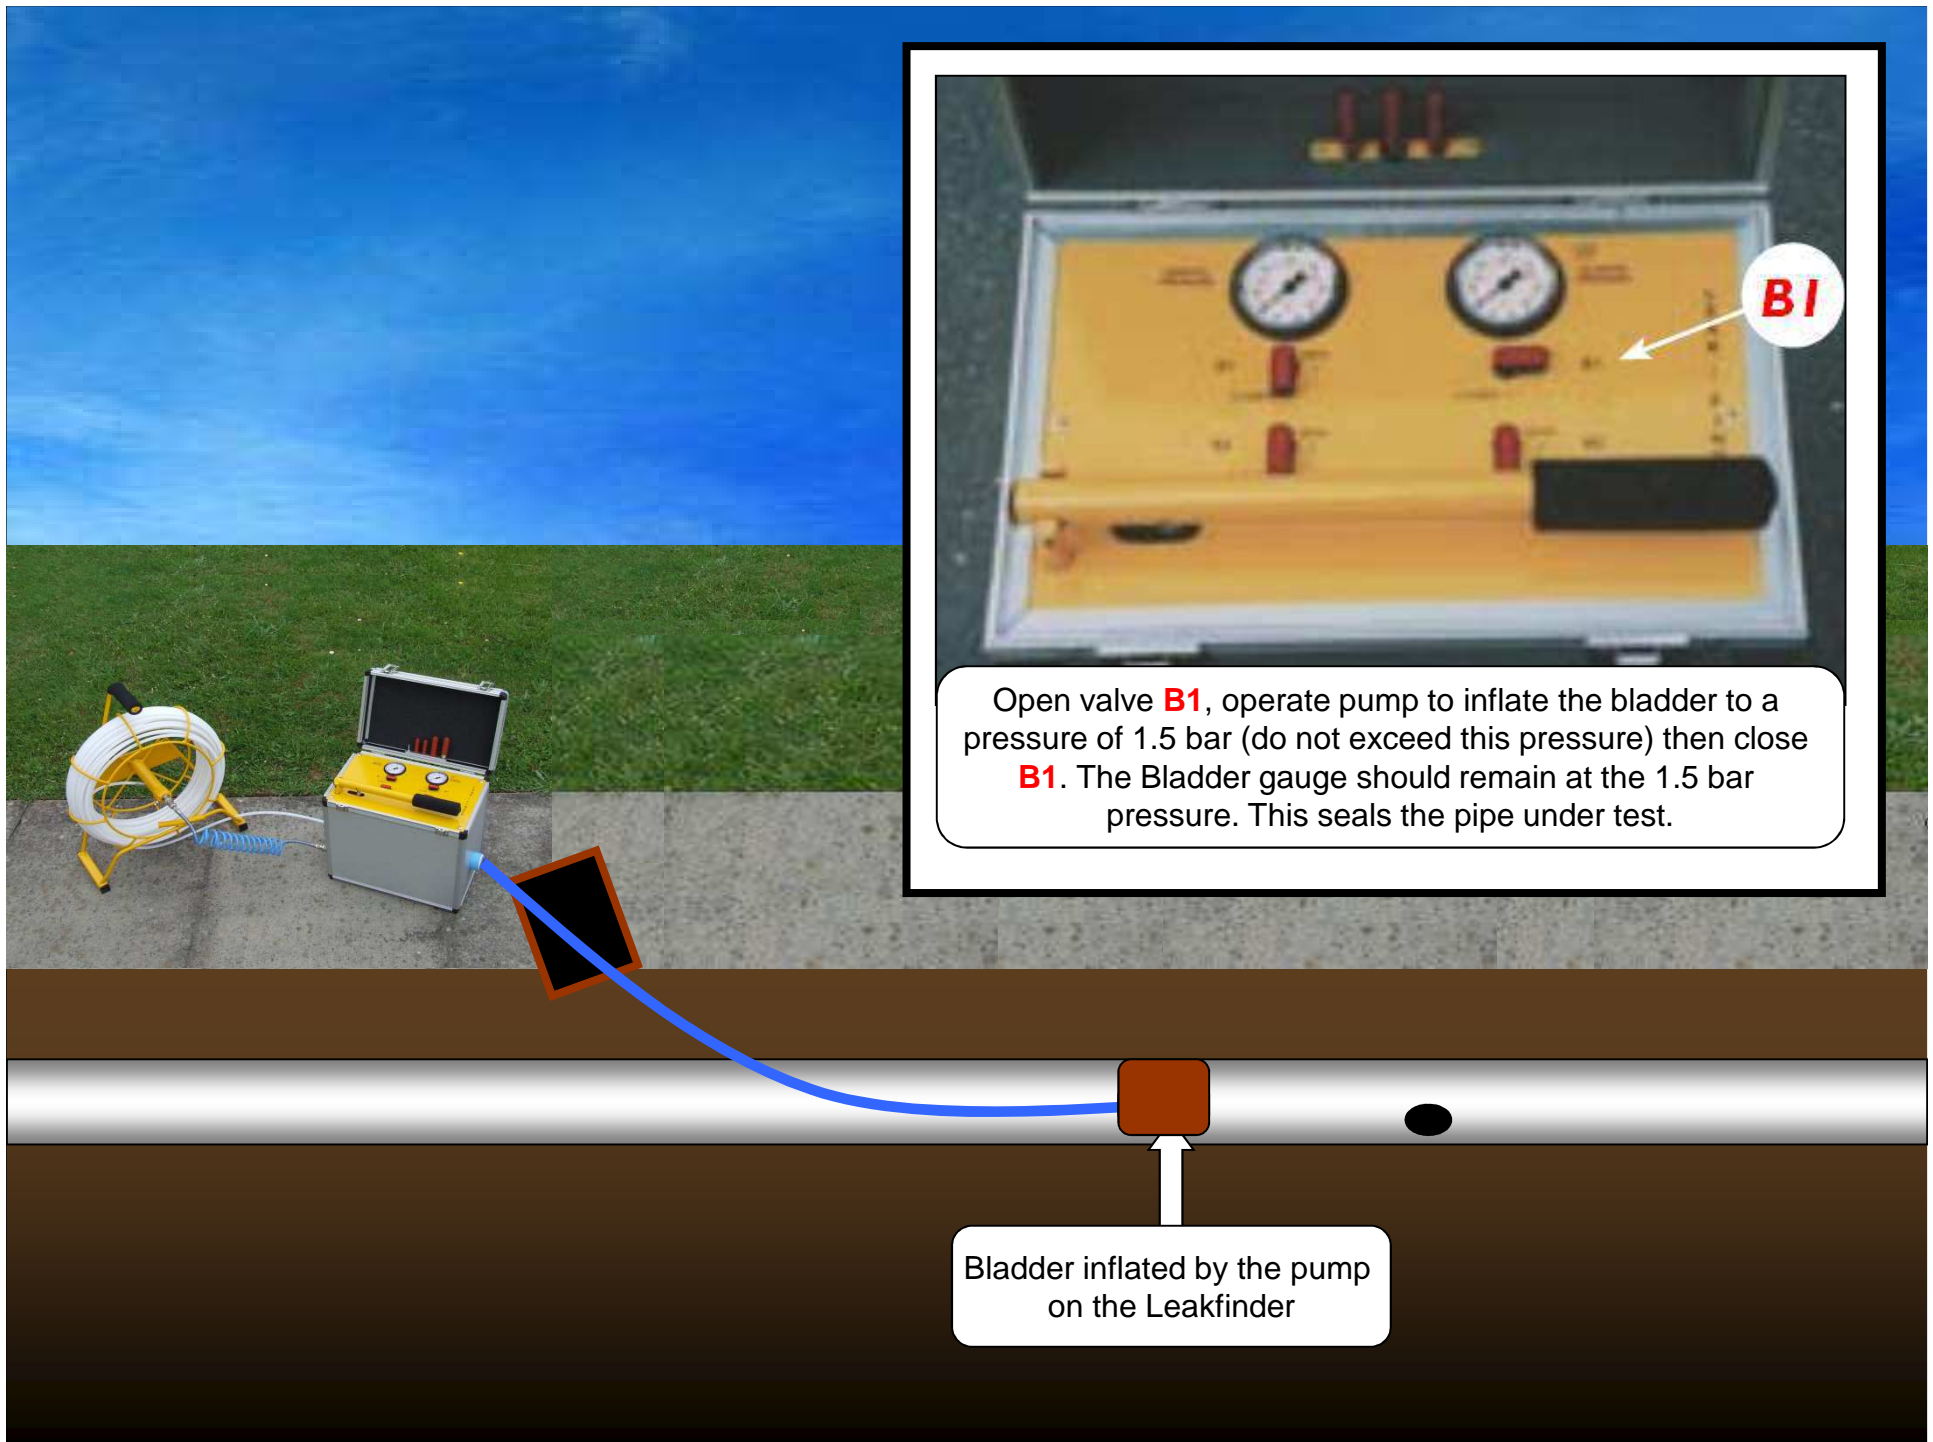 B1
Open valve B1, operate pump to inflate the bladder to a
pressure of 1.5 bar (do not exceed this pressure) then close
B1. The Bladder gauge should remain at the 1.5 bar
pressure. This seals the pipe under test.
Bladder inflated by the pump
on the Leakfinder